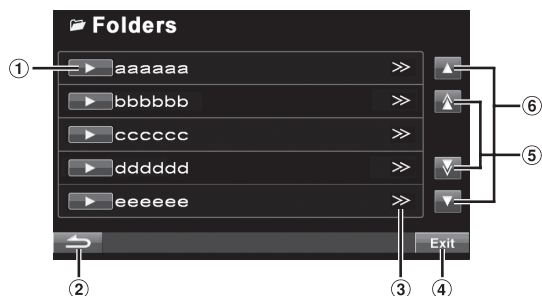 Folders
① aaaaaa
bbbbbb
cccccc
dddddd
eeeeee
⑥
⑤
Exit
② ③ ④